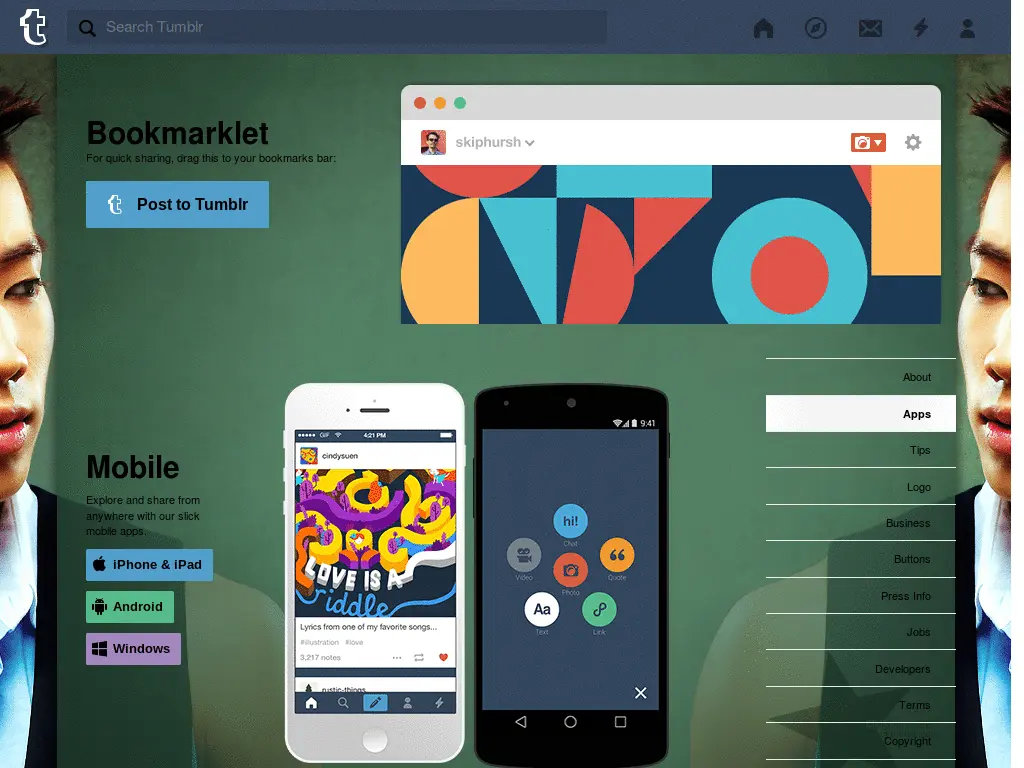 Search Tumblr
Bookmarklet
For quick sharing, drag this to your bookmarks bar:
Post to Tumblr
skiphursh
About
Apps
Tips
Logo
Business
Buttons
Press Info
Jobs
Developers
Terms
Copyright
Mobile
Explore and share from
anywhere with our slick
mobile apps.
iPhone & iPad
Android
Windows
GIF
4:21 PM
cindysuen
LOVE IS A
riddle
Lyrics from one of my favorite songs...
#illustration #love
3,217 notes
rustic-things
9:41
hi!
Chat
Video
Photo
Quote
Aa
Text
Link